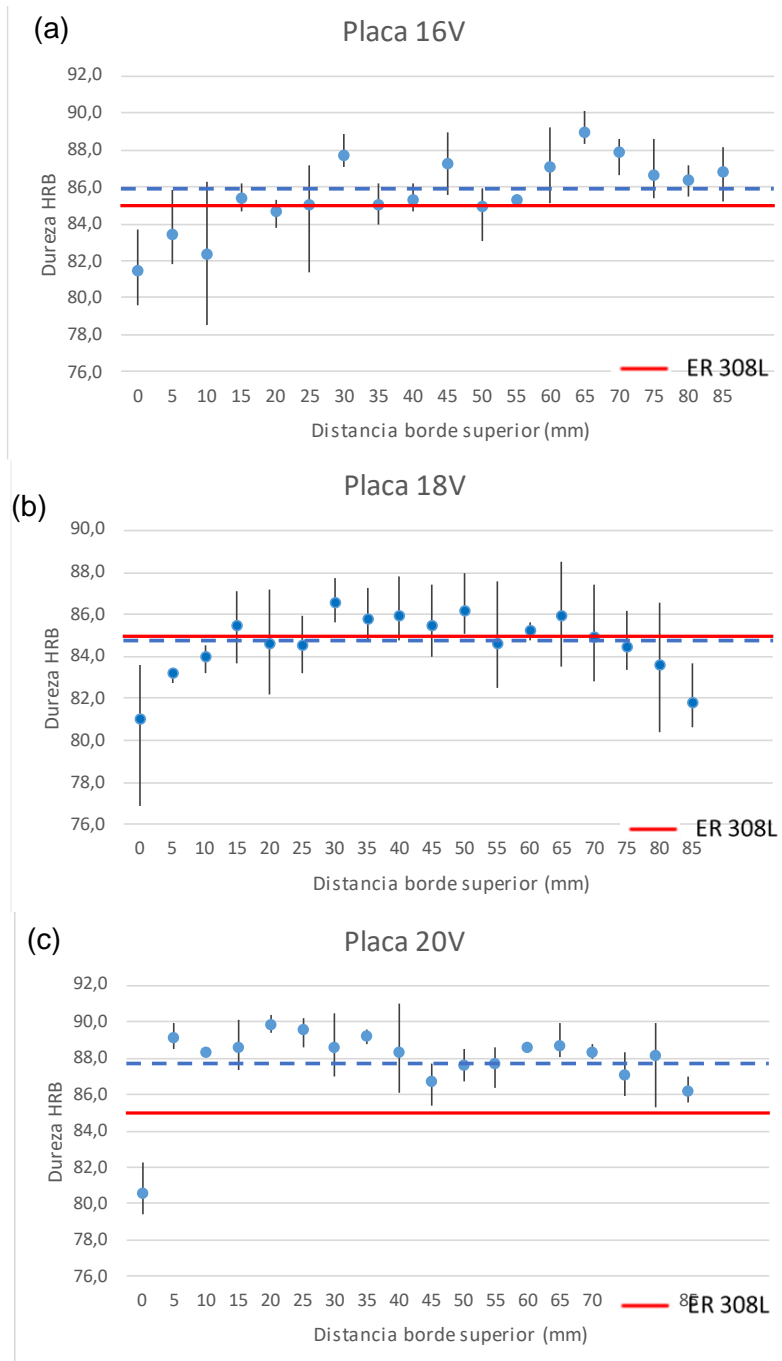 (a)
Placa 16V
Dureza HRB
92,0
90,0
88,0
86,0
84,0
82,0
80,0
78,0
76,0
ER 308L
0 5 10 15 20 25 30 35 40 45 50 55 60 65 70 75 80 85
Distancia borde superior (mm)
(b)
Placa 18V
Dureza HRB
90,0
88,0
86,0
84,0
82,0
80,0
78,0
76,0
ER 308L
0 5 10 15 20 25 30 35 40 45 50 55 60 65 70 75 80 85
Distancia borde superior (mm)
(c)
Placa 20V
Dureza HRB
92,0
90,0
88,0
86,0
84,0
82,0
80,0
78,0
76,0
0 5 10 15 20 25 30 35 40 45 50 55 60 65 70 85
ER 308L
Distancia borde superior (mm)